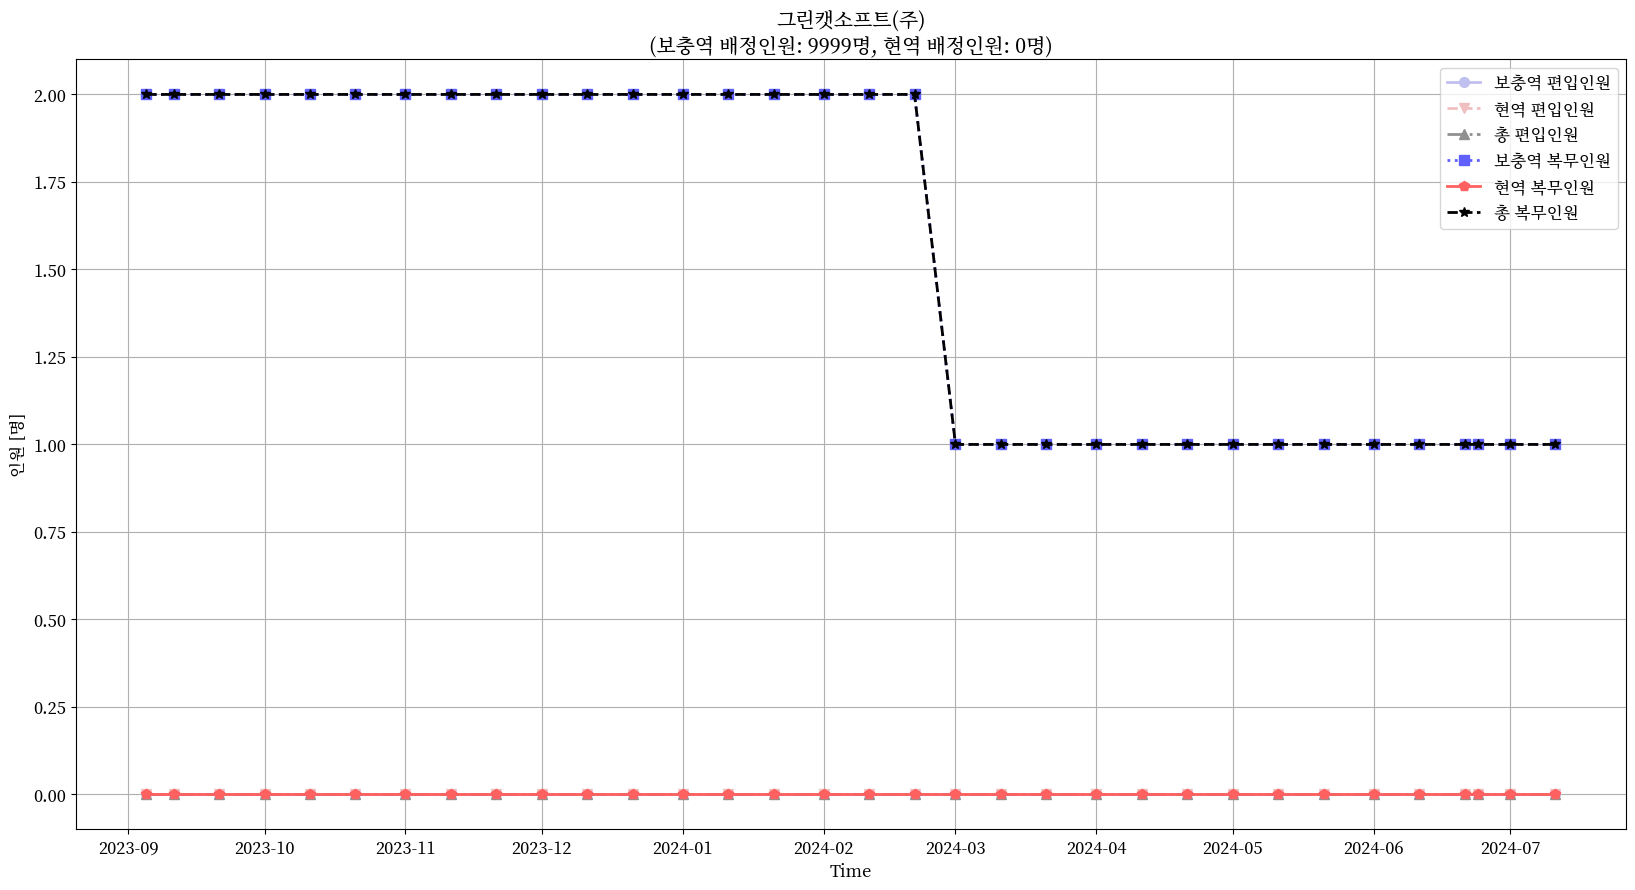 그린캣소프트(주)
(보충역 배정인원: 9999명, 현역 배정인원: 0명)
보충역 편입인원
현역 편입인원
총 편입인원
보충역 복무인원
현역 복무인원
총 복무인원
인원 [명]
2.00
1.75
1.50
1.25
1.00
0.75
0.50
0.25
0.00
2023-09 2023-10 2023-11 2023-12 2024-01 2024-02 2024-03 2024-04 2024-05 2024-06 2024-07
Time